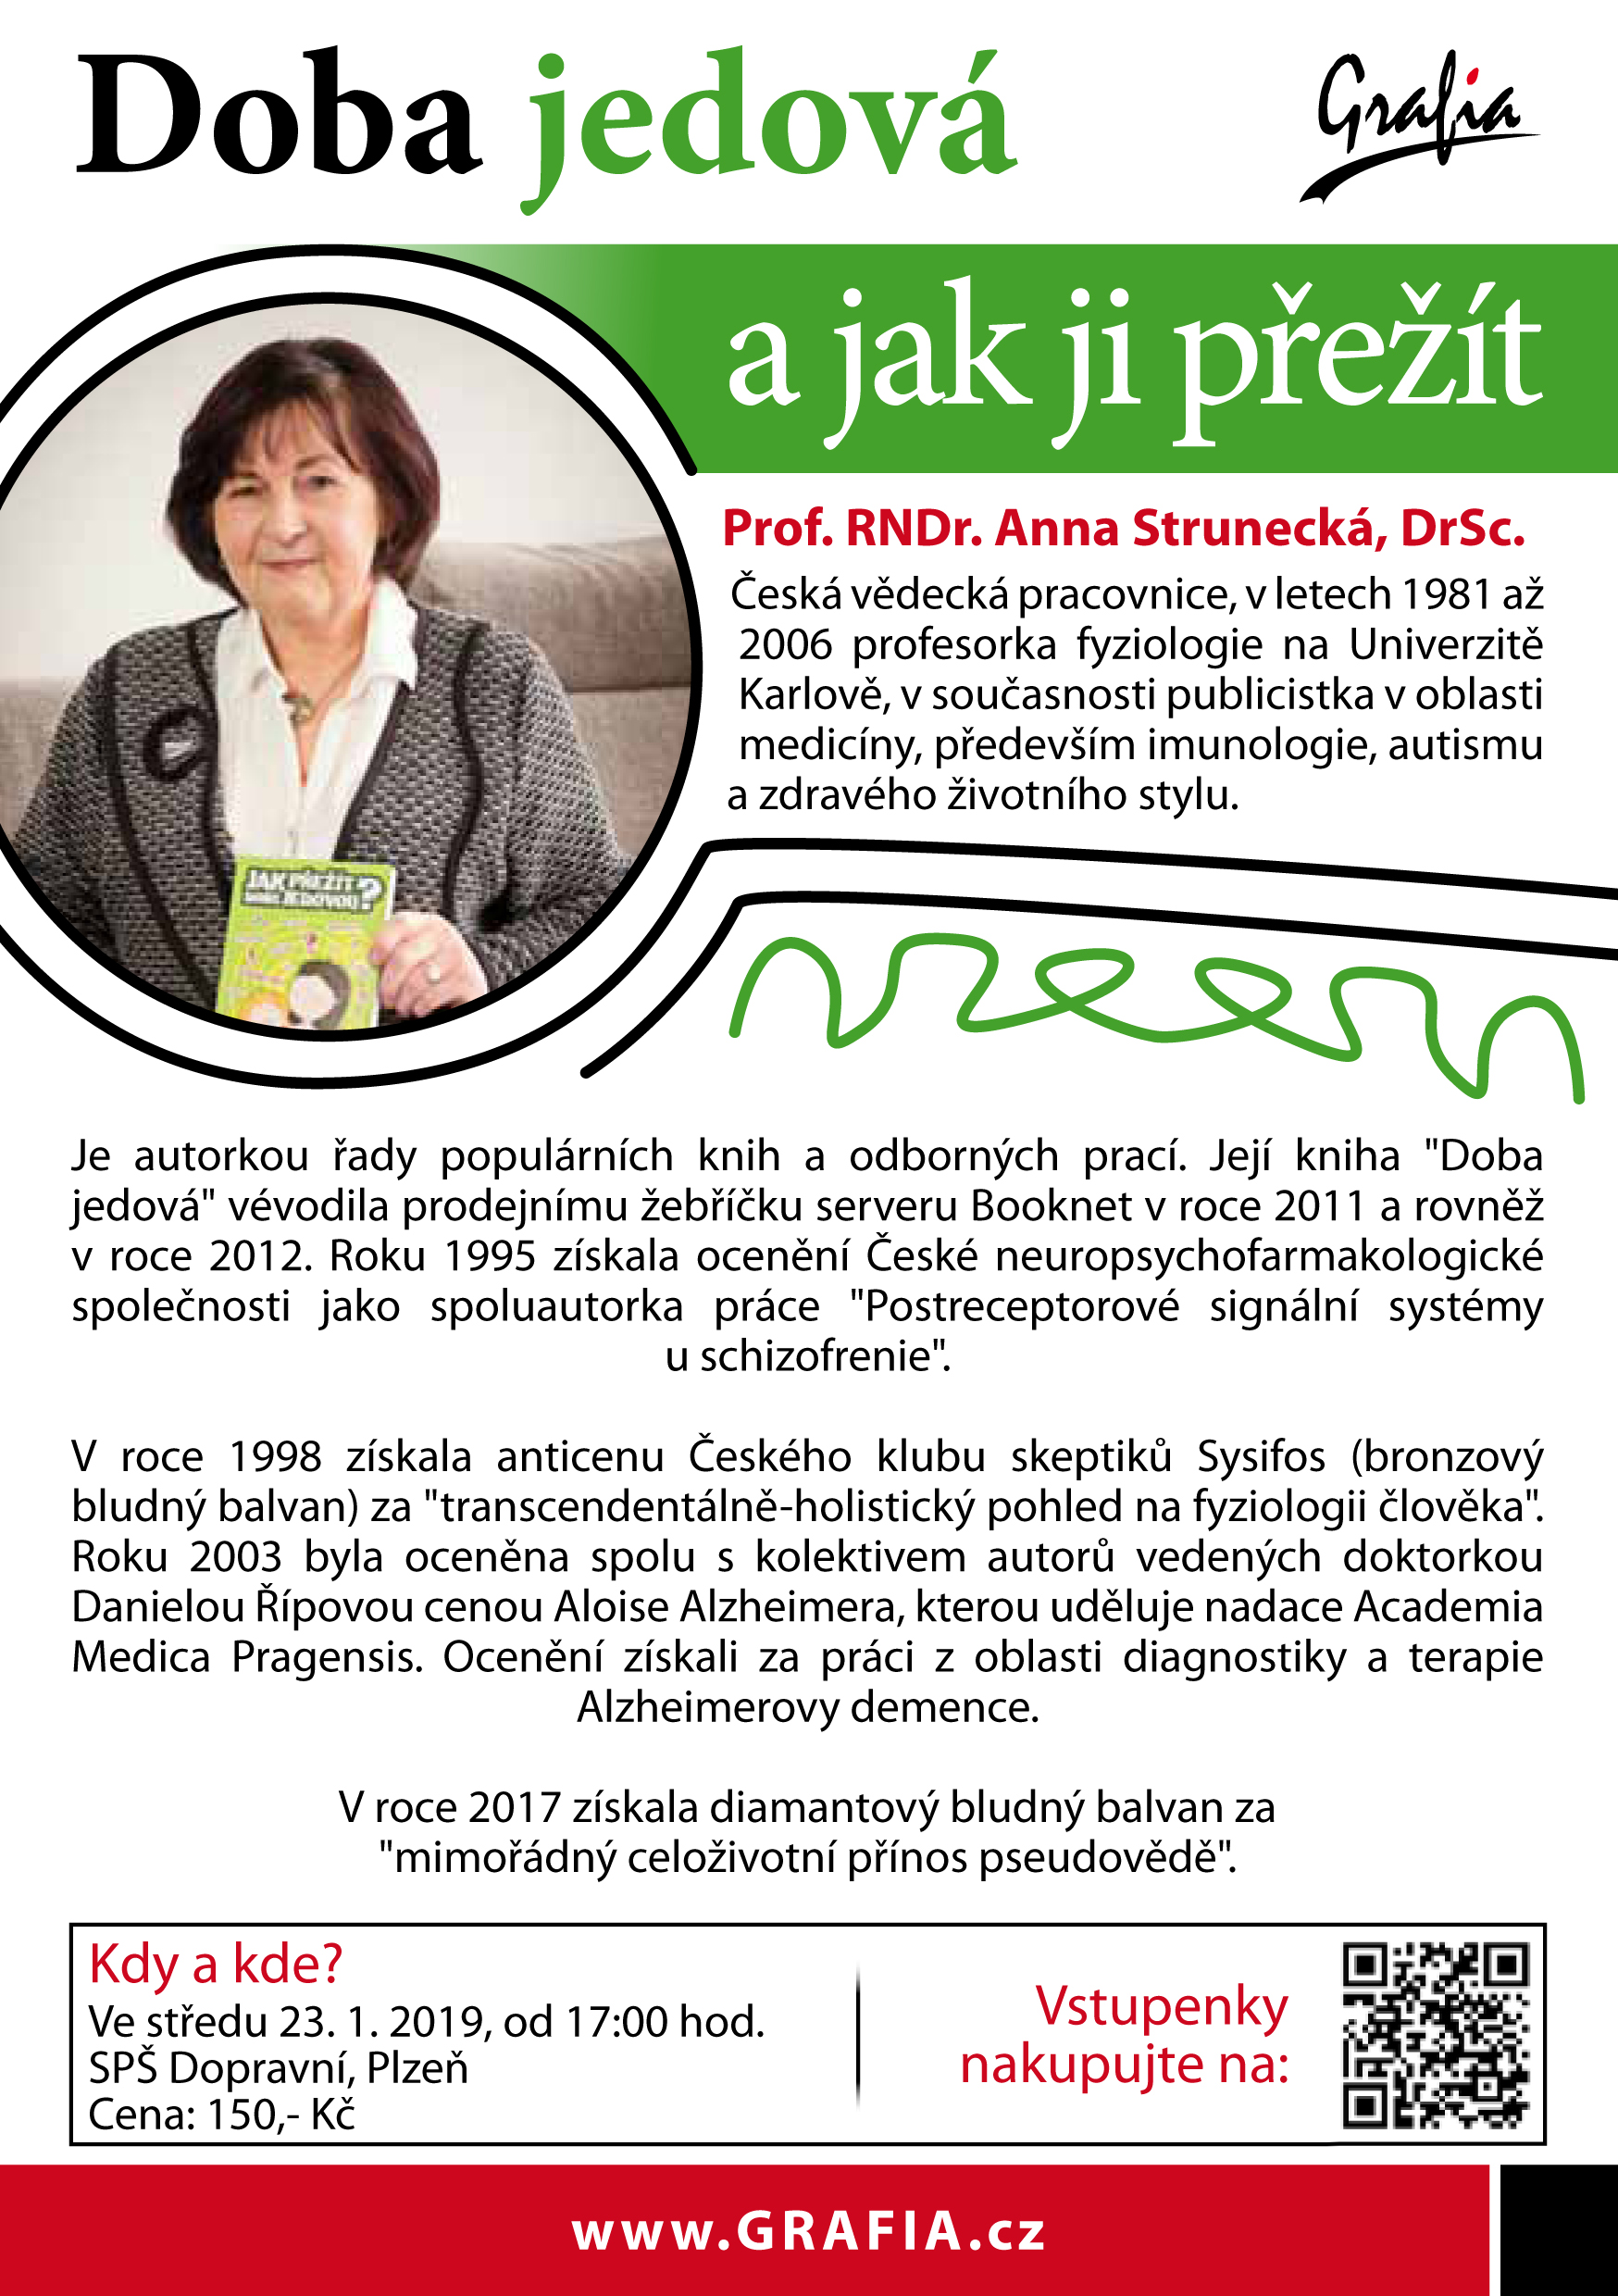 Doba jedová
Grafia
a jak ji přežít
Prof. RNDr. Anna Strunecká, DrSc.
Česká vědecká pracovnice, v letech 1981 až
2006 profesorka fyziologie na Univerzitě
Karlově, v současnosti publicistka v oblasti
medicíny, především imunologie, autismu
a zdravého životního stylu.
JAK PŘEŽÍT
DOBU JEDOVOU?
Je autorkou řady populárních knih a odborných prací. Její kniha "Doba
jedová" vévodila prodejnímu žebříčku serveru Booknet v roce 2011 a rovněž
v roce 2012. Roku 1995 získala ocenění České neuropsychofarmakologické
společnosti jako spoluautorka práce "Postreceptorové signální systémy
u schizofrenie".
V roce 1998 získala anticenu Českého klubu skeptiků Sysifos (bronzový
bludný balvan) za "transcendentálně-holistický pohled na fyziologii člověka".
Roku 2003 byla oceněna spolu s kolektivem autorů vedených doktorkou
Danielou Řípovou cenou Aloise Alzheimera, kterou uděluje nadace Academia
Medica Pragensis. Ocenění získali za práci z oblasti diagnostiky a terapie
Alzheimerovy demence.
V roce 2017 získala diamantový bludný balvan za
"mimořádný celoživotní přínos pseudovědě".
Kdy a kde?
Ve středu 23. 1. 2019, od 17:00 hod.
SPŠ Dopravní, Plzeň
Cena: 150,- Kč
Vstupenky
nakupujte na:
www.GRAFIA.cz